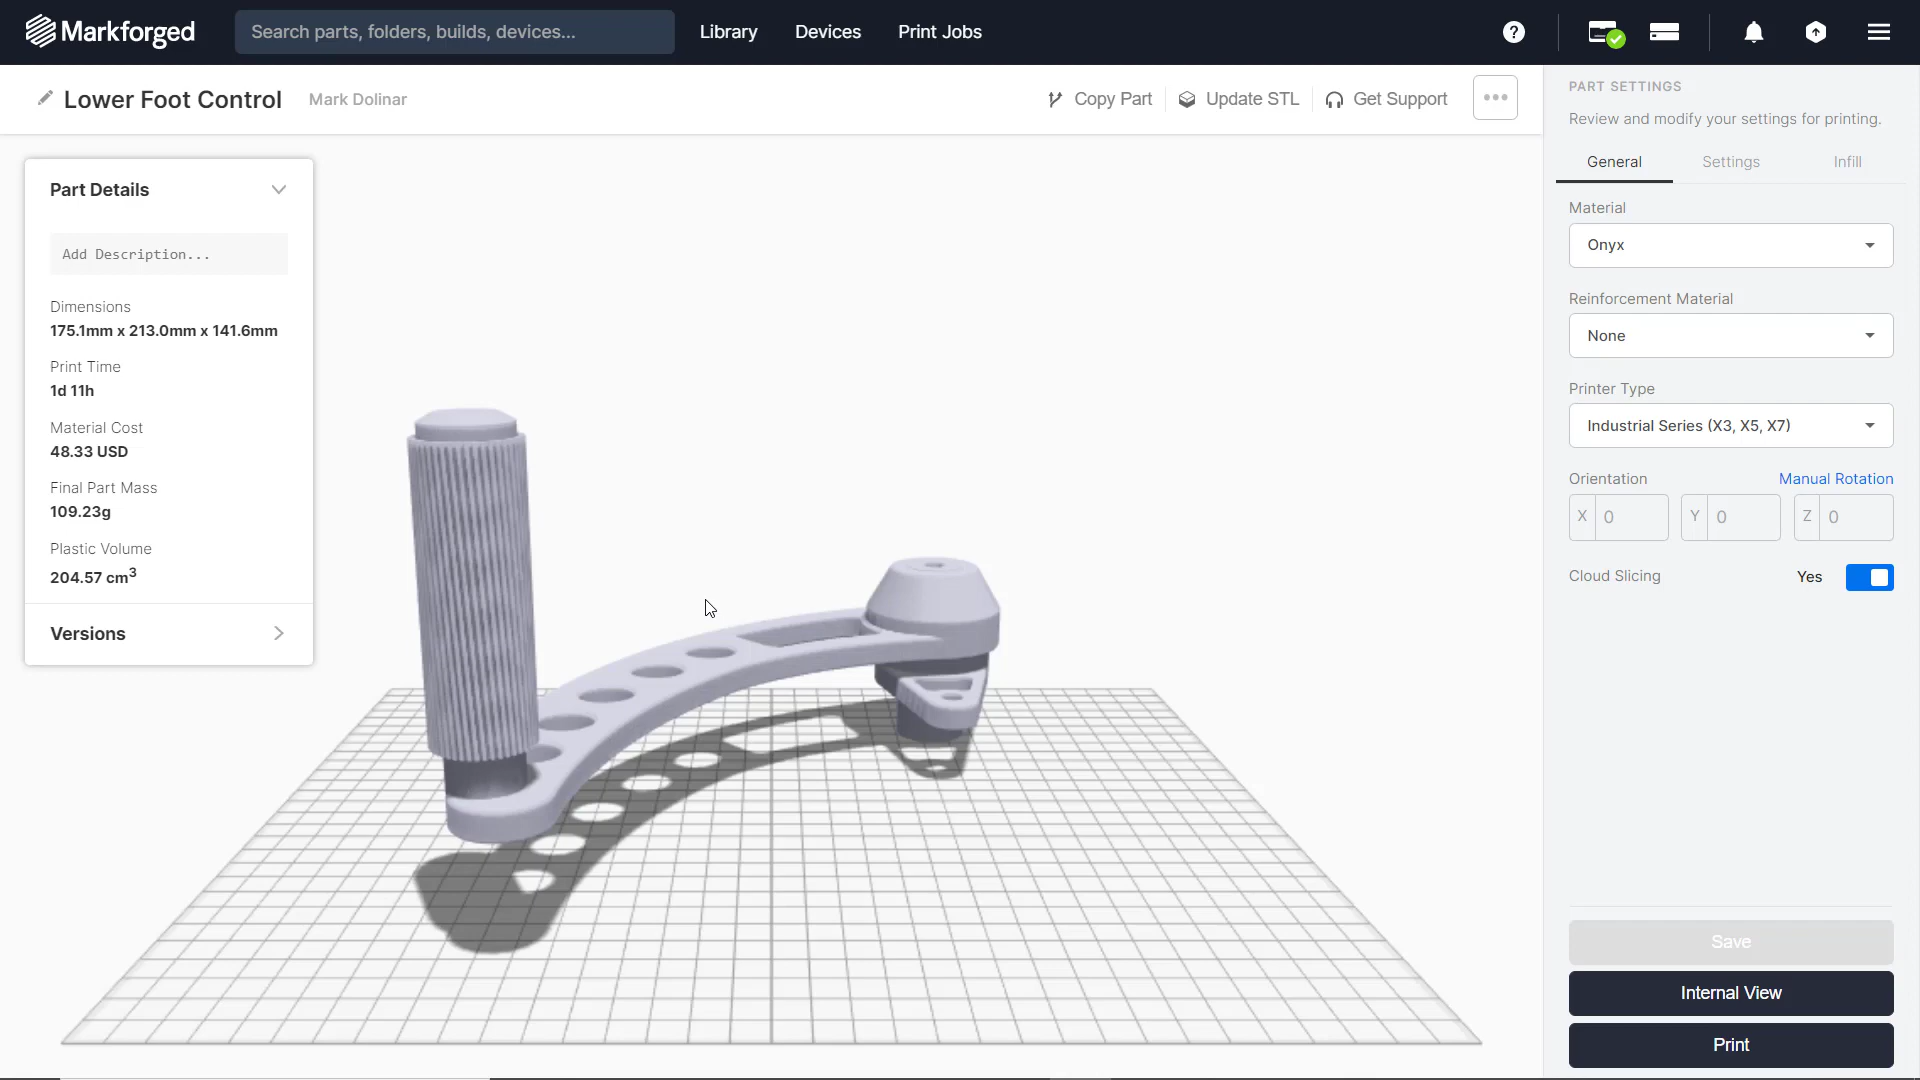 Markforged
Search parts, folders, builds, devices...
Library
Devices
Print Jobs
?
Lower Foot Control
Mark Dolinar
Copy Part
Update STL
Get Support
Part Details
Add Description...
Dimensions
175.1mm x 213.0mm x 141.6mm
Print Time
1d 11h
Material Cost
48.33 USD
Final Part Mass
109.23g
Plastic Volume
204.57 cm³
Versions
PART SETTINGS
Review and modify your settings for printing.
General
Settings
Infill
Material
Onyx
Reinforcement Material
None
Printer Type
Industrial Series (X3, X5, X7)
Orientation
Manual Rotation
X 0
Y 0
Z 0
Cloud Slicing
Yes
Save
Internal View
Print